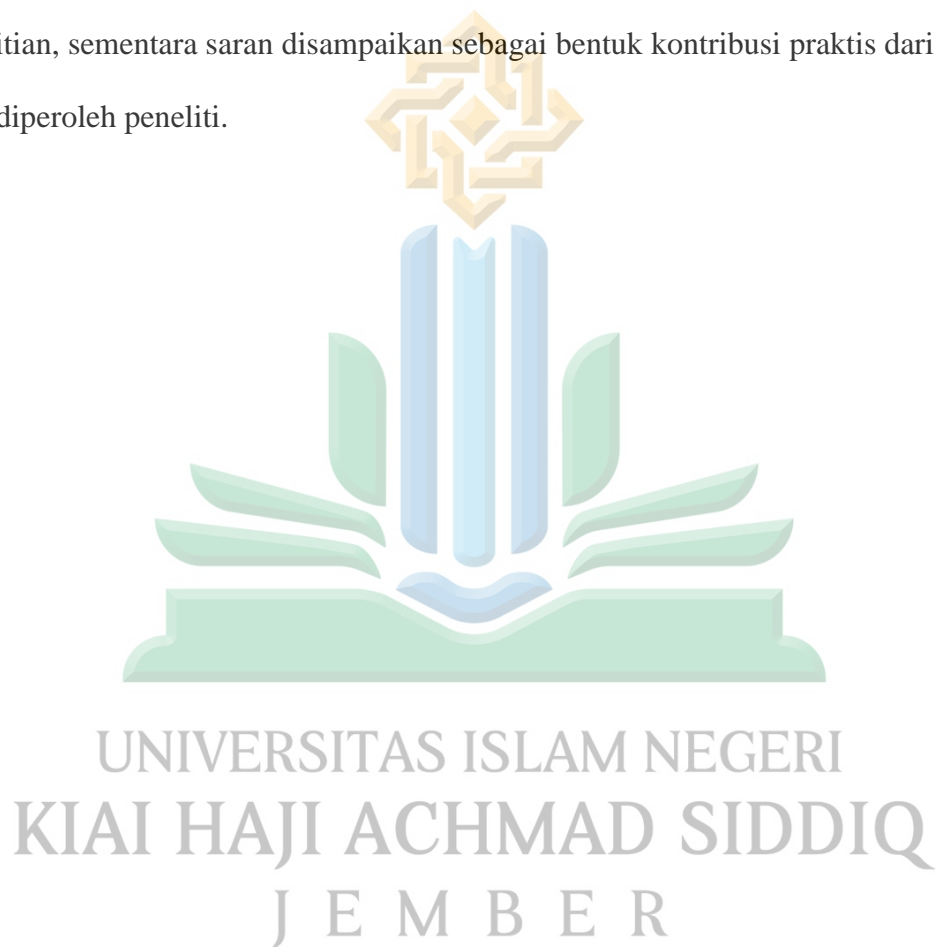 itian, sementara saran disampaikan sebagai bentuk kontribusi praktis dari
diperoleh peneliti.
UNIVERSITAS ISLAM NEGERI
KIAI HAJI ACHMAD SIDDIQ
J E M B E R